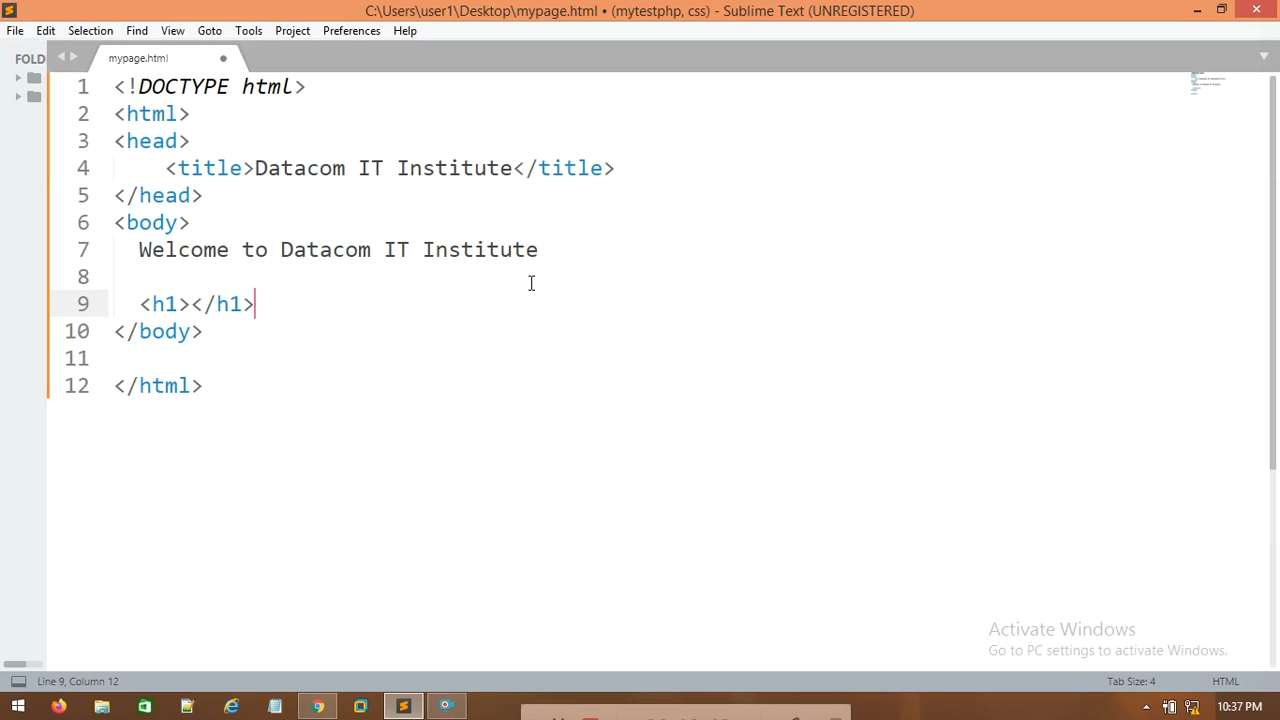 C:\Users\user1\Desktop\mypage.html • (mytestphp, css) - Sublime Text (UNREGISTERED)
File Edit Selection Find View Goto Tools Project Preferences Help
FOLD
mypage.html
1 <!DOCTYPE html>
2 <html>
3 <head>
4 <title>Datacom IT Institute</title>
5 </head>
6 <body>
7 Welcome to Datacom IT Institute
8
9 <h1></h1>
10 </body>
11
12 </html>
Activate Windows
Go to PC settings to activate Windows.
Line 9, Column 12 Tab Size: 4 HTML
10:37 PM